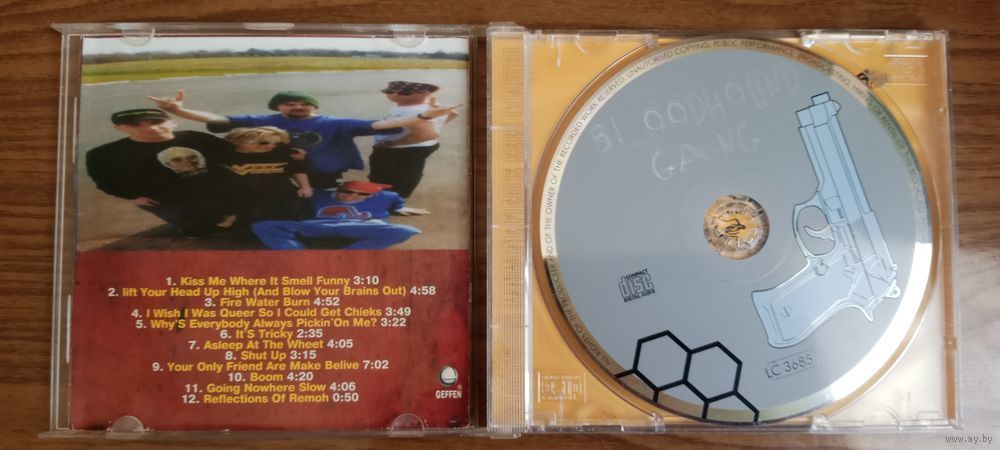 1. Kiss Me Where It Smell Funny 3:10
2. lift Your Head Up High (And Blow Your Brains Out) 4:58
3. Fire Water Burn 4:52
4. I Wish I Was Queer So I Could Get Chieks 3:49
5. Why'S Everybody Always Pickin'On Me? 3:22
6. It'S Tricky 2:35
7. Asleep At The Wheet 4:05
8. Shut Up 3:15
9. Your Only Friend Are Make Belive 7:02
10. Boom 4:20
11. Going Nowhere Slow 4:06
12. Reflections Of Remoh 0:50
GEFFEN
BLOODHOUND
GANG
COMPACT
disc
DIGITAL AUDIO
LC 3685
www.ay.by